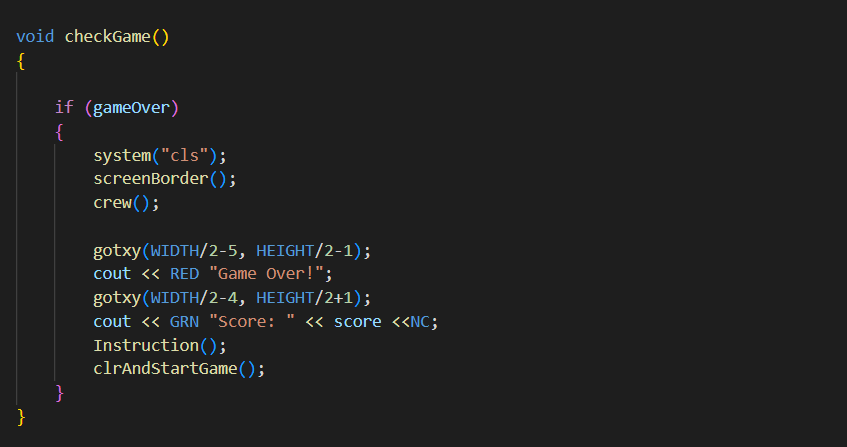 void checkGame()
{
if (gameOver)
{
system("cls");
screenBorder();
crew();
gotxy(WIDTH/2-5, HEIGHT/2-1);
cout << RED "Game Over!";
gotxy(WIDTH/2-4, HEIGHT/2+1);
cout << GRN "Score: " << score <<NC;
Instruction();
clrAndStartGame();
}
}